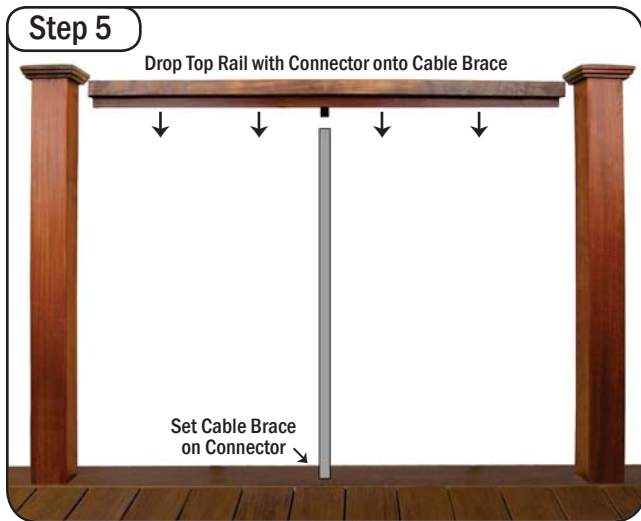 Step 5
Drop Top Rail with Connector onto Cable Brace
Set Cable Brace
on Connector